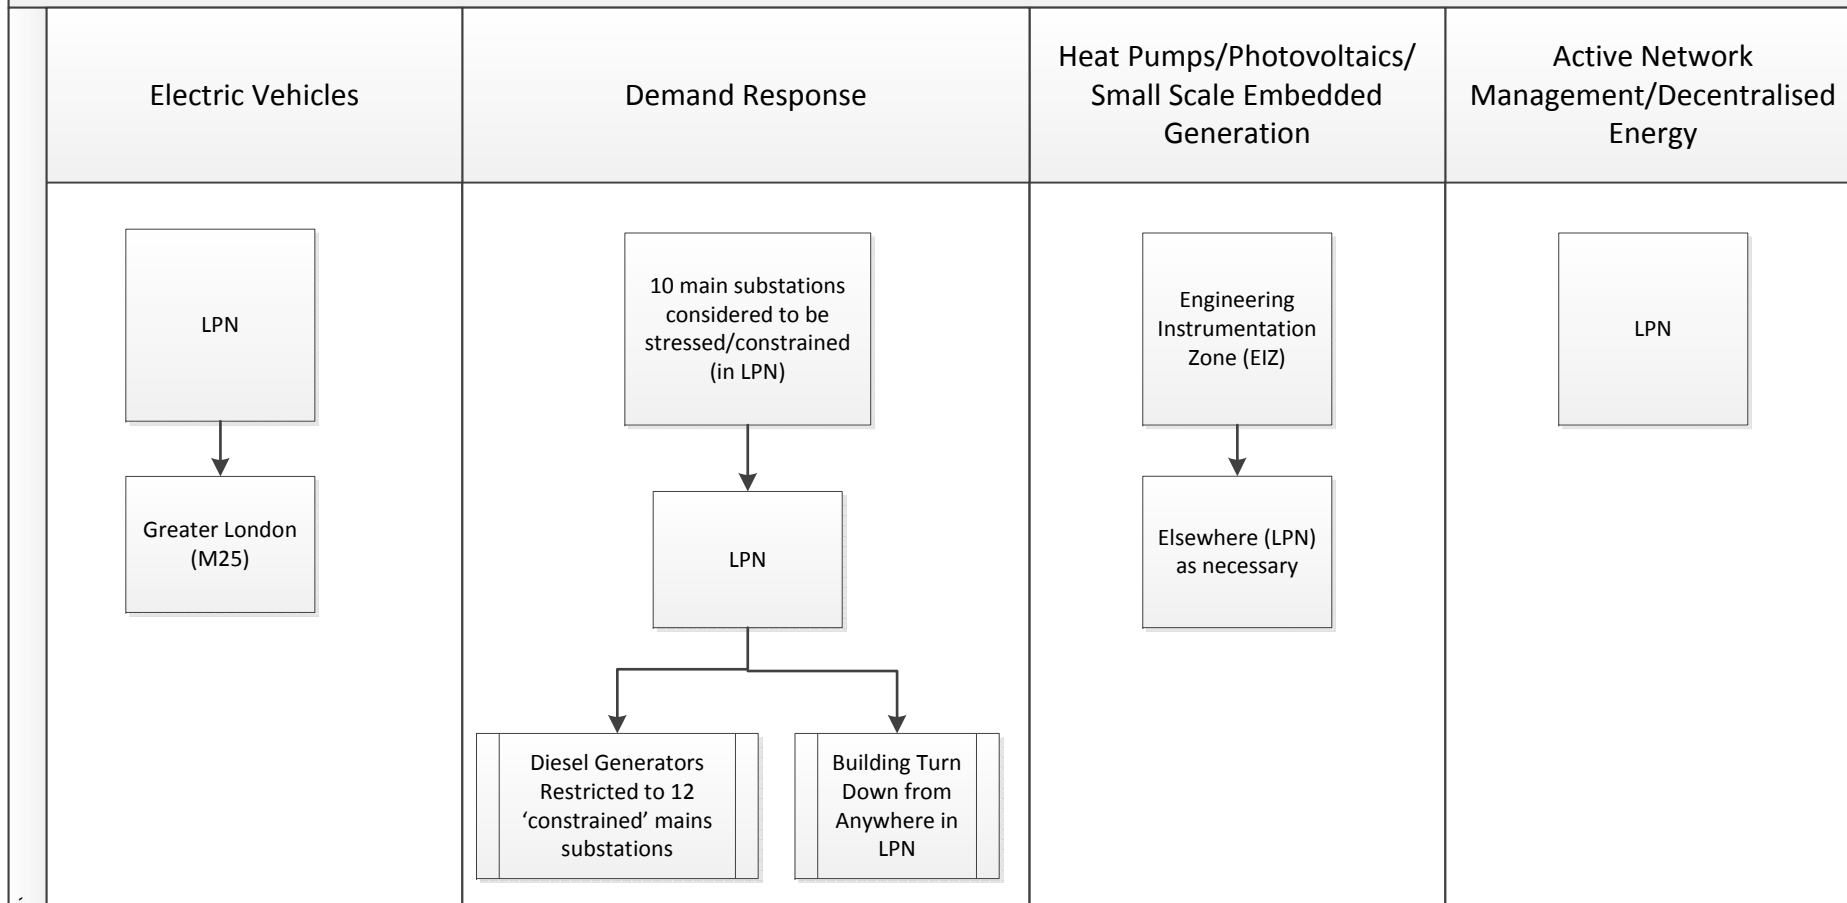 Electric Vehicles
Demand Response
Heat Pumps/Photovoltaics/
Small Scale Embedded
Generation
Active Network
Management/Decentralised
Energy
LPN
Greater London
(M25)
10 main substations
considered to be
stressed/constrained
(in LPN)
LPN
Diesel Generators
Restricted to 12
‘constrained’ mains
substations
Building Turn
Down from
Anywhere in
LPN
Engineering
Instrumentation
Zone (EIZ)
Elsewhere (LPN)
as necessary
LPN